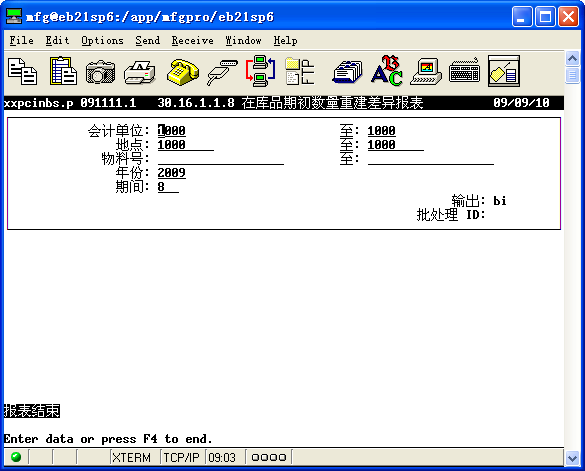 mfg@eb21sp6:/app/mfgpro/eb21sp6
File Edit Options Send Receive Window Help
xxpcinbs.p 091111.1 30.16.1.1.8 在库品期初数量重建差异报表 09/09/10
会计单位: 1000 至: 1000
地点: 1000 至: 1000
物料号: 至:
年份: 2009
期间: 8
输出: bi
批处理 ID:
报表结束
Enter data or press F4 to end.
XTERM TCP/IP 09:03